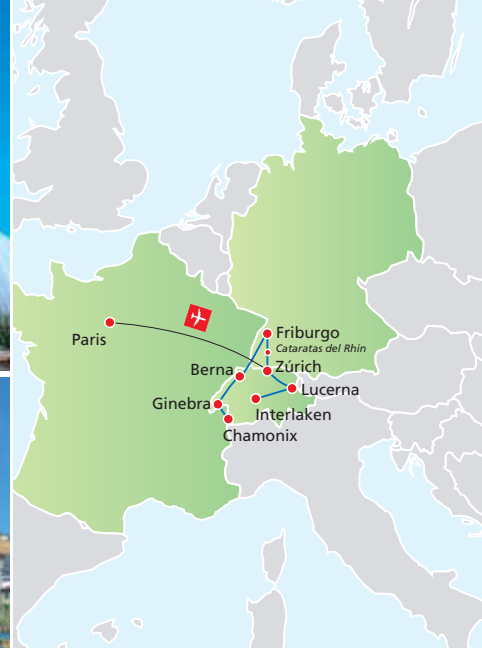 Paris
Friburgo
Cataratas del Rhin
Zúrich
Berna
Lucerna
Ginebra
Interlaken
Chamonix